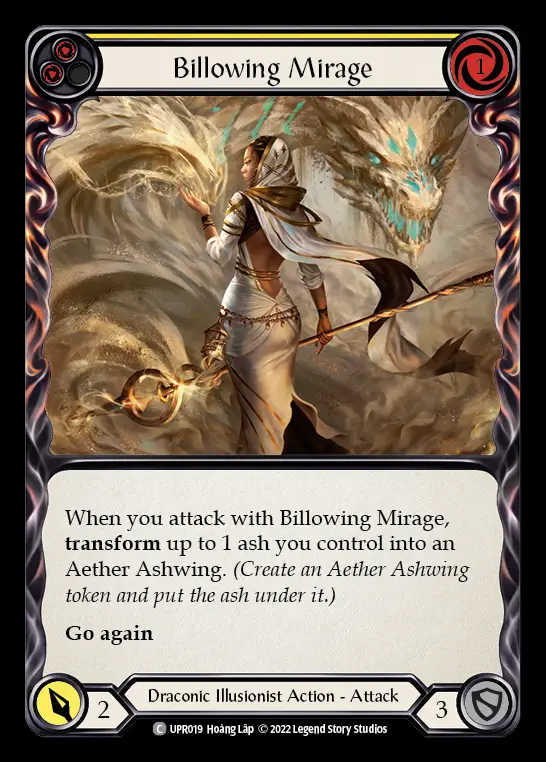 Billowing Mirage
1
When you attack with Billowing Mirage,
transform up to 1 ash you control into an
Aether Ashwing. (Create an Aether Ashwing
token and put the ash under it.)
Go again
2
Draconic Illusionist Action - Attack
3
C UPR019 Hoàng Lập © 2022 Legend Story Studios